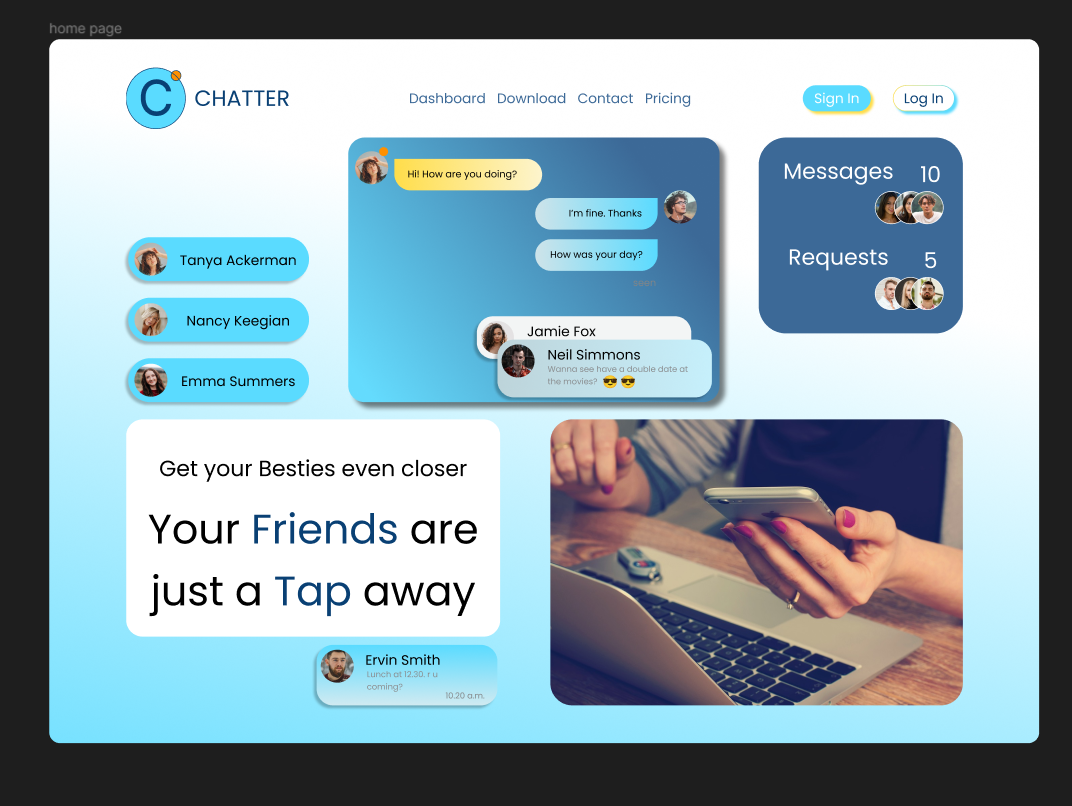 home page
C CHATTER
Dashboard Download Contact Pricing
Sign In
Log In
Hi! How are you doing?
I'm fine. Thanks
How was your day?
seen
Jamie Fox
Neil Simmons
Wanna see have a double date at
the movies? 😎 😎
Messages 10
Requests 5
Tanya Ackerman
Nancy Keegian
Emma Summers
Get your Besties even closer
Your Friends are
just a Tap away
Ervin Smith
Lunch at 12.30. r u
coming?
10.20 a.m.